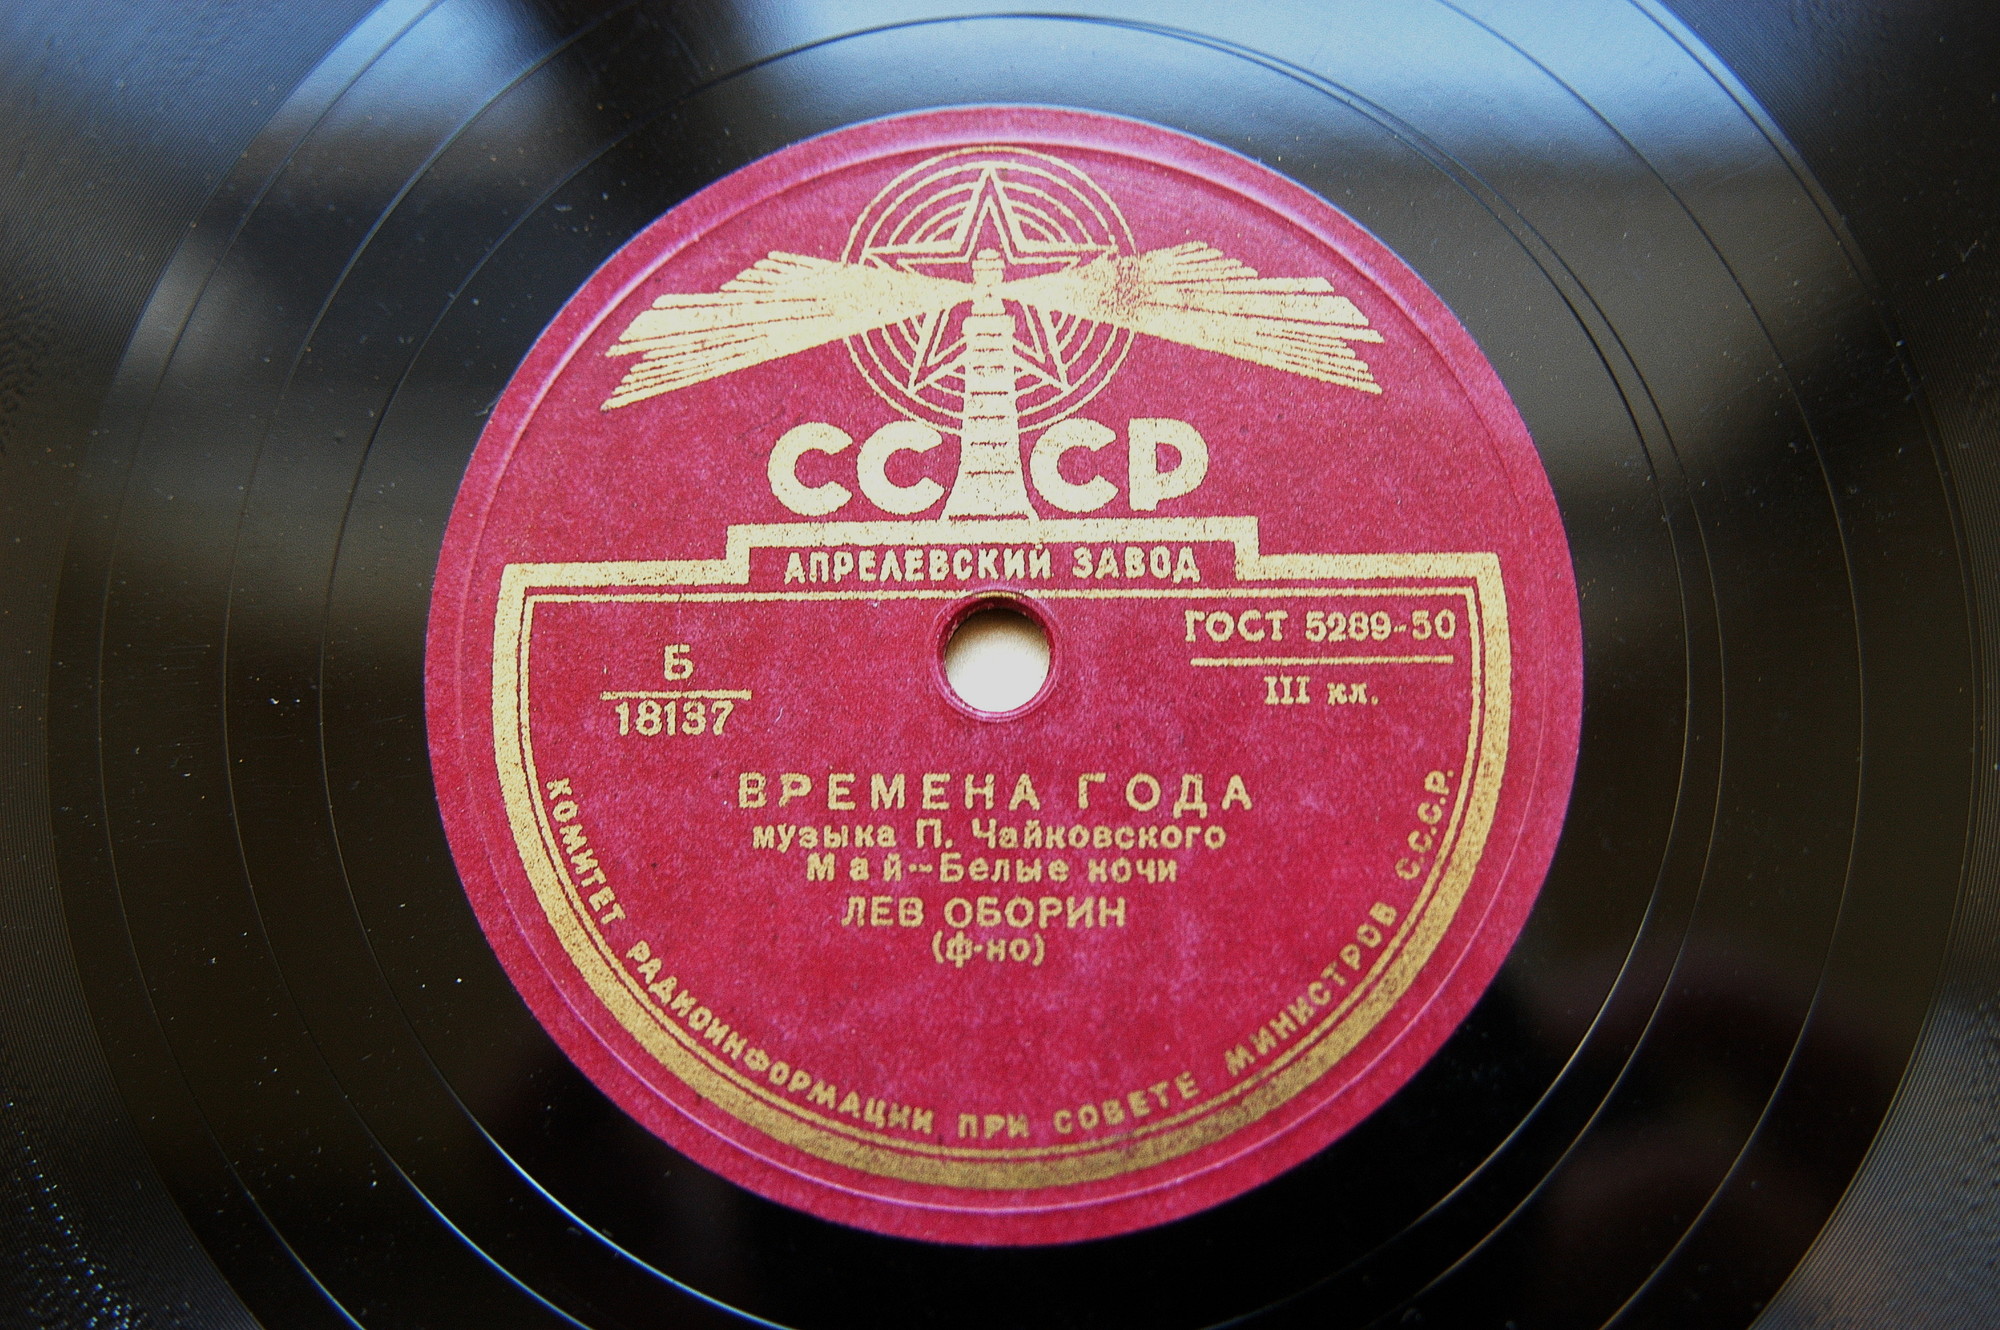 СССР
АПРЕЛЕВСКИЙ ЗАВОД
ГОСТ 5289-50
III кл.
Б
18137
ВРЕМЕНА ГОДА
музыка П. Чайковского
Май--Белые ночи
ЛЕВ ОБОРИН
(ф-но)
КОМИТЕТ РАДИОИНФОРМАЦИИ ПРИ СОВЕТЕ МИНИСТРОВ С.С.С.Р.